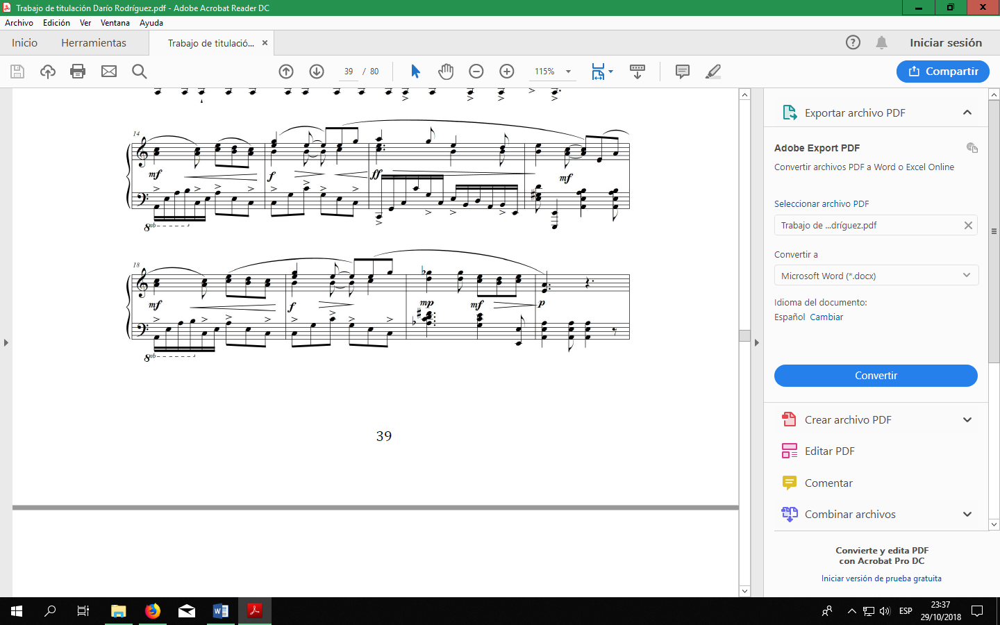 Trabajo de titulación Darío Rodríguez.pdf - Adobe Acrobat Reader DC
Archivo Edición Ver Ventana Ayuda
Inicio Herramientas Trabajo de titulació... × Iniciar sesión
39 / 80 115% Compartir
14
mf f ff mf
8vb
18
mf f mp mf p
8vb
39
Exportar archivo PDF
Adobe Export PDF
Convertir archivos PDF a Word o Excel Online
Seleccionar archivo PDF
Trabajo de ...dríguez.pdf
Convertir a
Microsoft Word (*.docx)
Idioma del documento:
Español Cambiar
Convertir
Crear archivo PDF
Editar PDF
Comentar
Combinar archivos
Convierte y edita PDF
con Acrobat Pro DC
Iniciar versión de prueba gratuita
ESP
23:37
29/10/2018